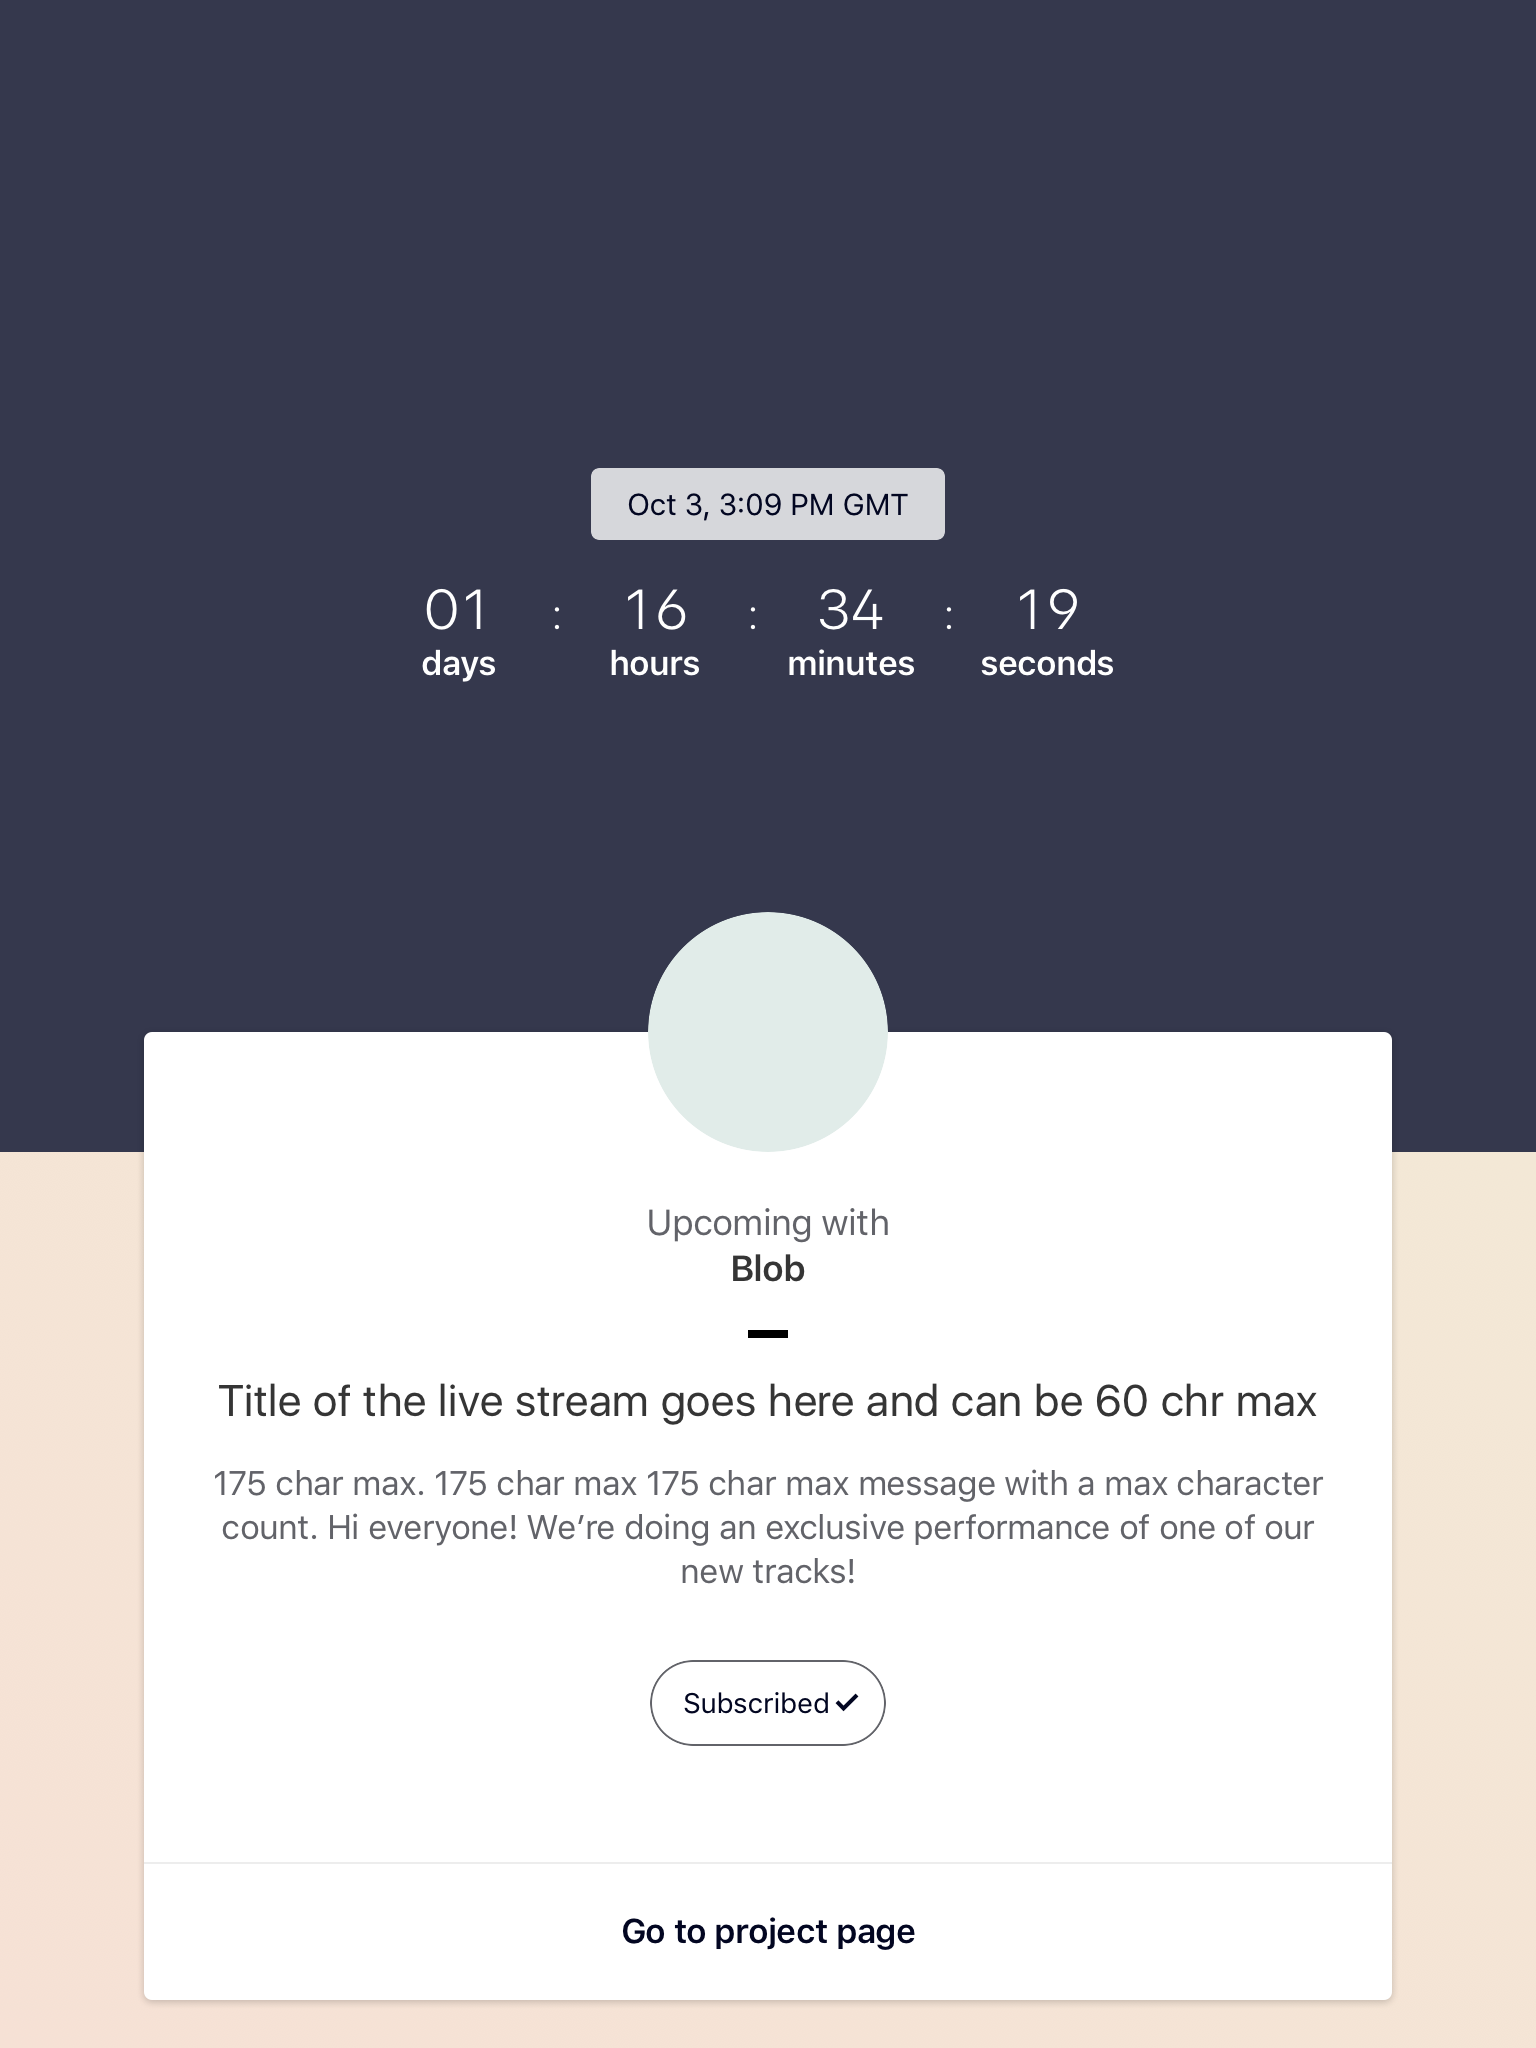 Oct 3, 3:09 PM GMT
01 : 16 : 34 : 19
days hours minutes seconds
Upcoming with
Blob
Title of the live stream goes here and can be 60 chr max
175 char max. 175 char max 175 char max message with a max character
count. Hi everyone! We’re doing an exclusive performance of one of our
new tracks!
Subscribed
Go to project page